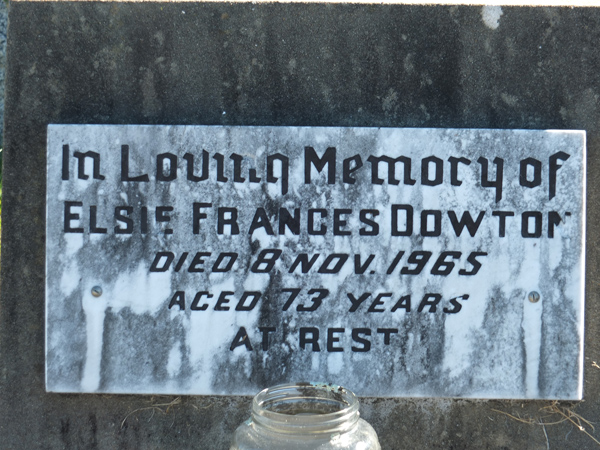 In Loving Memory of
ELSIE FRANCES DOWTON
DIED 8 NOV. 1965
AGED 73 YEARS
AT REST